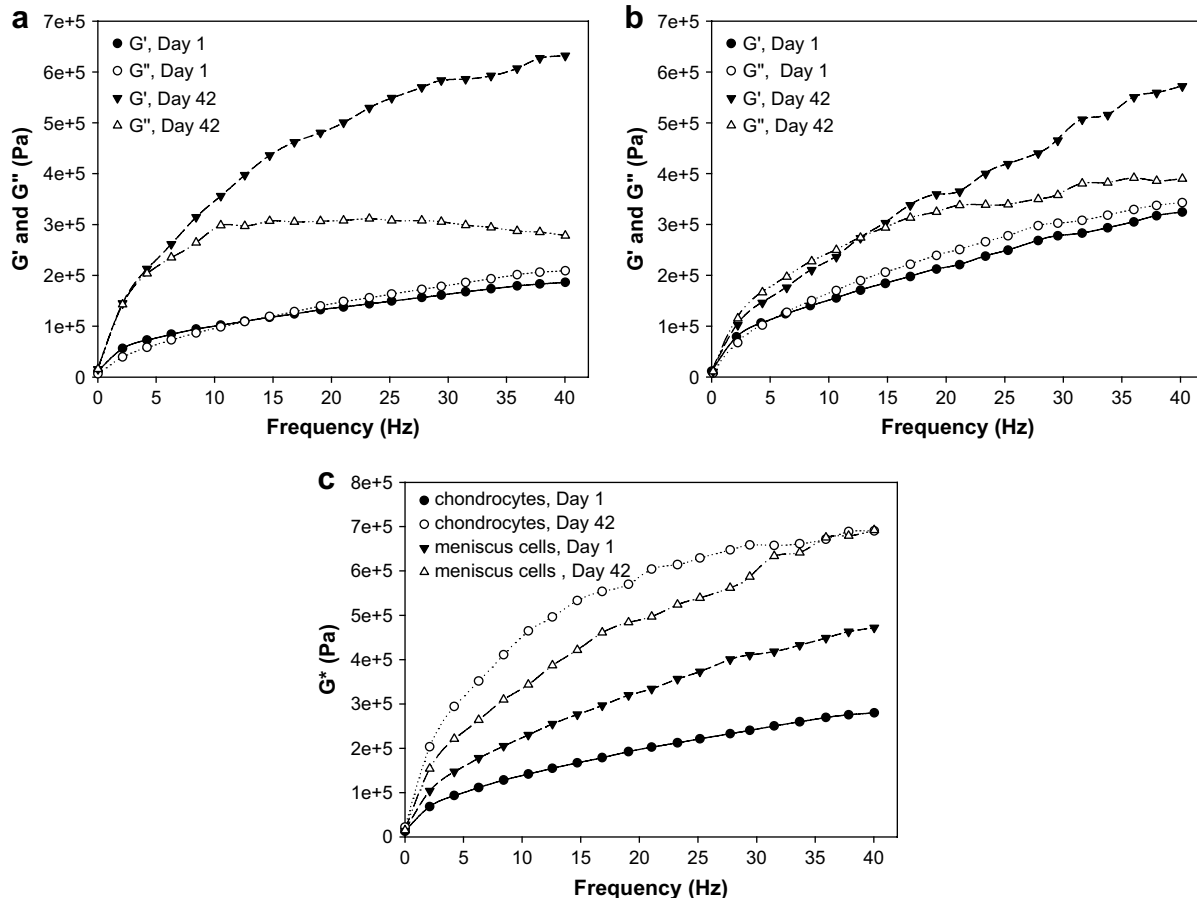 a
7e+5
6e+5
5e+5
4e+5
3e+5
2e+5
1e+5
0
G' and G" (Pa)
G', Day 1
G", Day 1
G', Day 42
G", Day 42
0 5 10 15 20 25 30 35 40
Frequency (Hz)
b
7e+5
6e+5
5e+5
4e+5
3e+5
2e+5
1e+5
0
G' and G" (Pa)
G', Day 1
G", Day 1
G', Day 42
G", Day 42
0 5 10 15 20 25 30 35 40
Frequency (Hz)
c
8e+5
7e+5
6e+5
5e+5
4e+5
3e+5
2e+5
1e+5
0
G* (Pa)
chondrocytes, Day 1
chondrocytes, Day 42
meniscus cells, Day 1
meniscus cells , Day 42
0 5 10 15 20 25 30 35 40
Frequency (Hz)